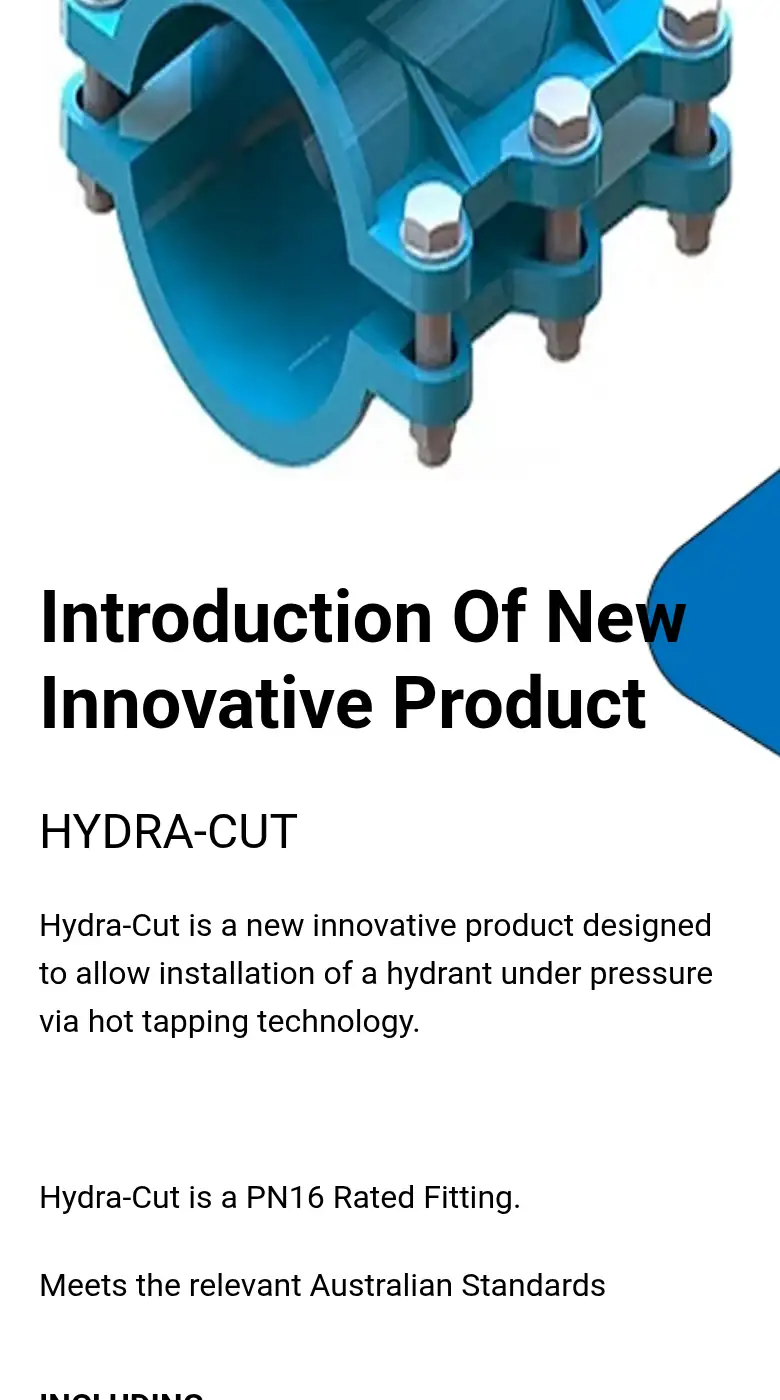 Introduction Of New
Innovative Product
HYDRA-CUT
Hydra-Cut is a new innovative product designed
to allow installation of a hydrant under pressure
via hot tapping technology.
Hydra-Cut is a PN16 Rated Fitting.
Meets the relevant Australian Standards
INCLUDING